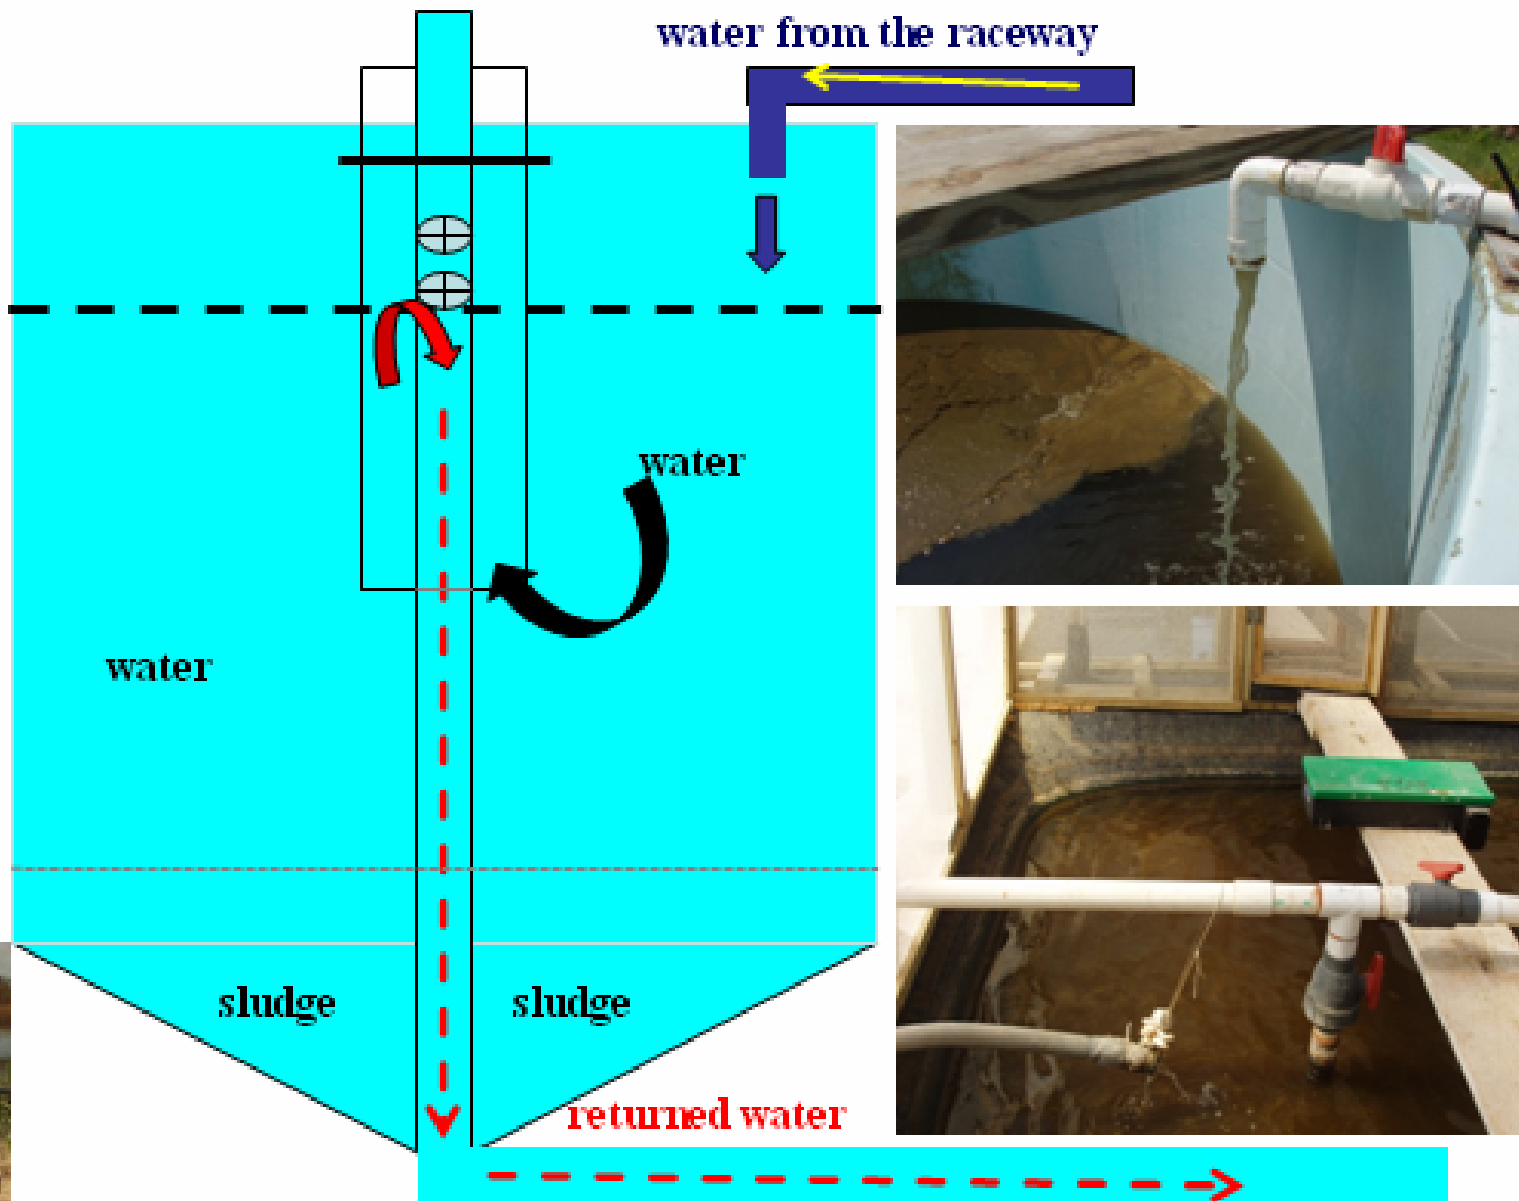 water from the raceway
water
water
sludge
sludge
returned water